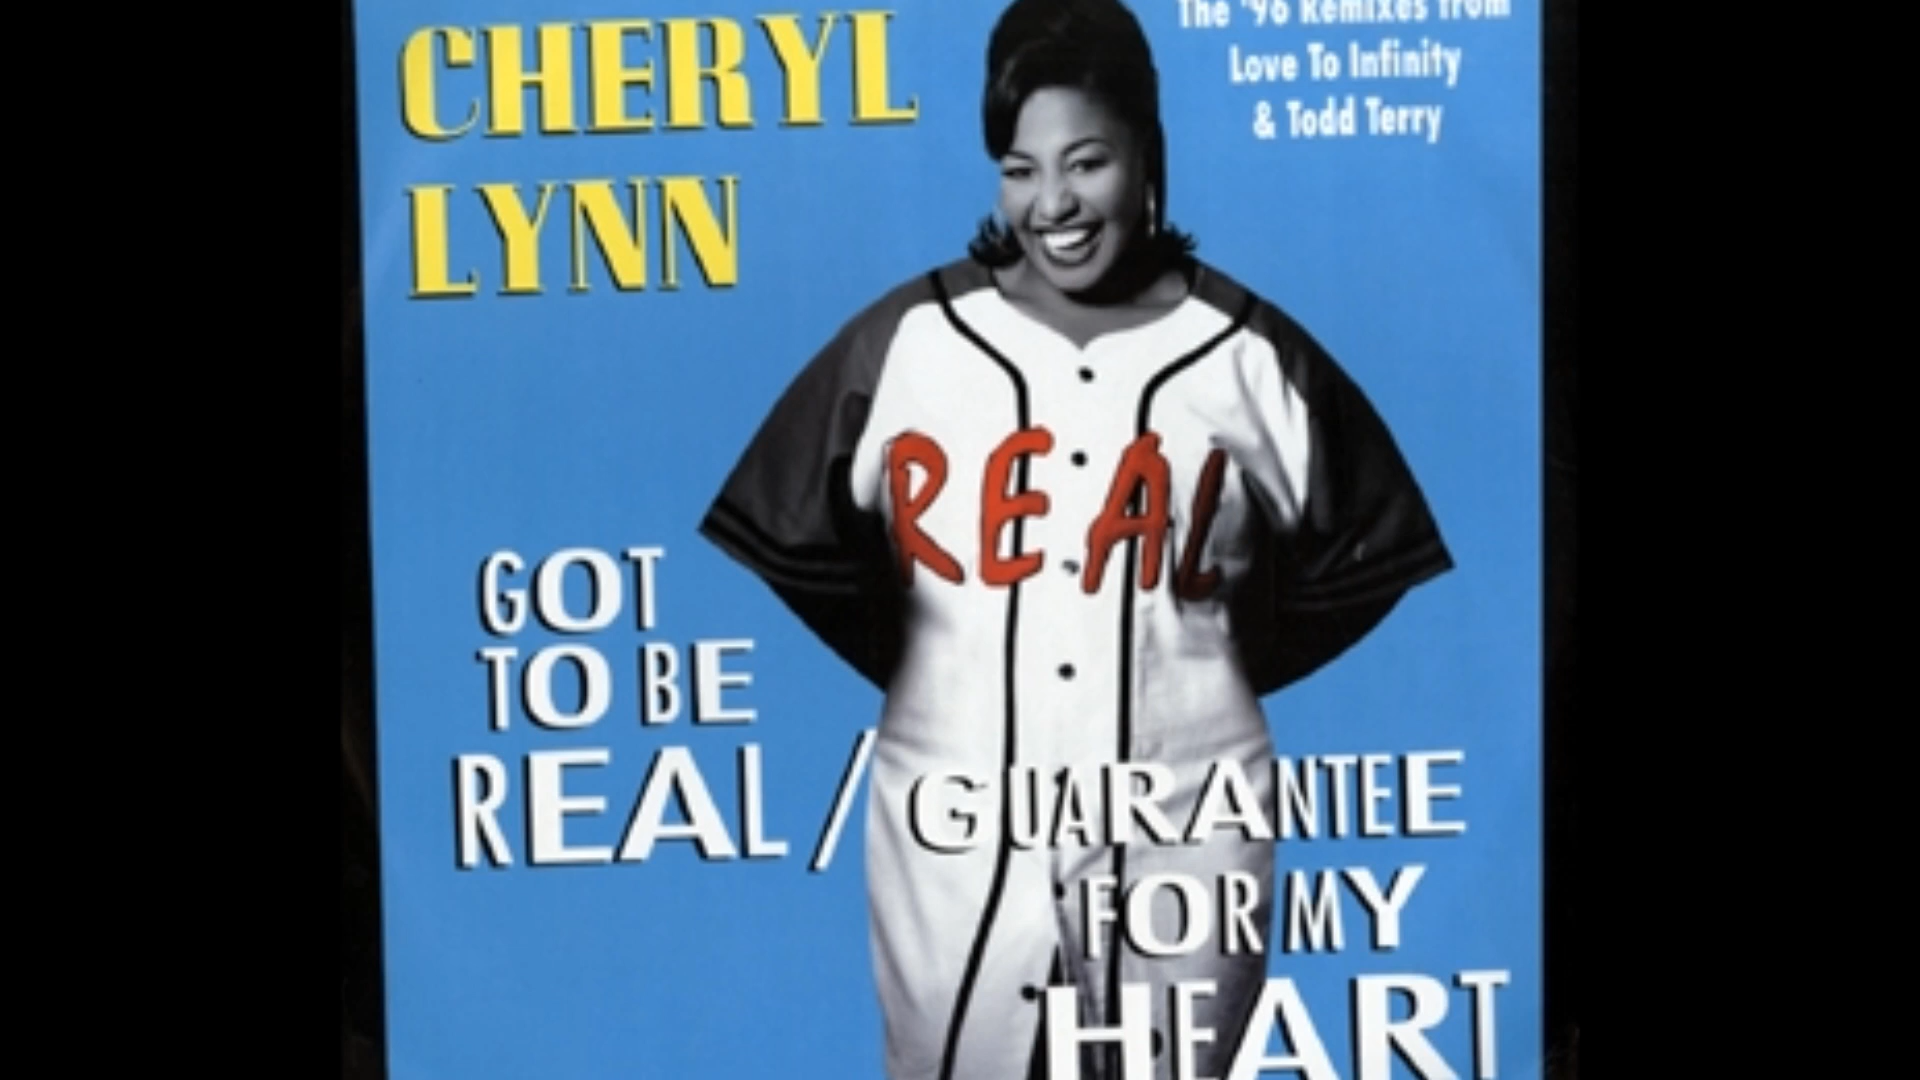 CHERYL
LYNN
The '96 Remixes from
Love To Infinity
& Todd Terry
REAL
GOT
TO BE
REAL / GUARANTEE
FOR MY
HEART